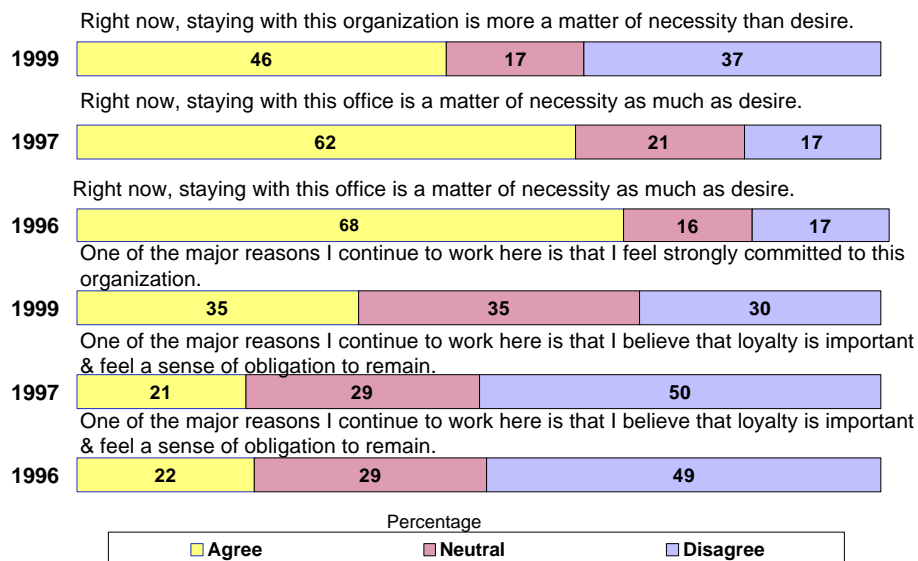 Right now, staying with this organization is more a matter of necessity than desire.
1999 46 17 37
Right now, staying with this office is a matter of necessity as much as desire.
1997 62 21 17
Right now, staying with this office is a matter of necessity as much as desire.
1996 68 16 17
One of the major reasons I continue to work here is that I feel strongly committed to this
organization.
1999 35 35 30
One of the major reasons I continue to work here is that I believe that loyalty is important
& feel a sense of obligation to remain.
1997 21 29 50
One of the major reasons I continue to work here is that I believe that loyalty is important
& feel a sense of obligation to remain.
1996 22 29 49
Percentage
Agree Neutral Disagree